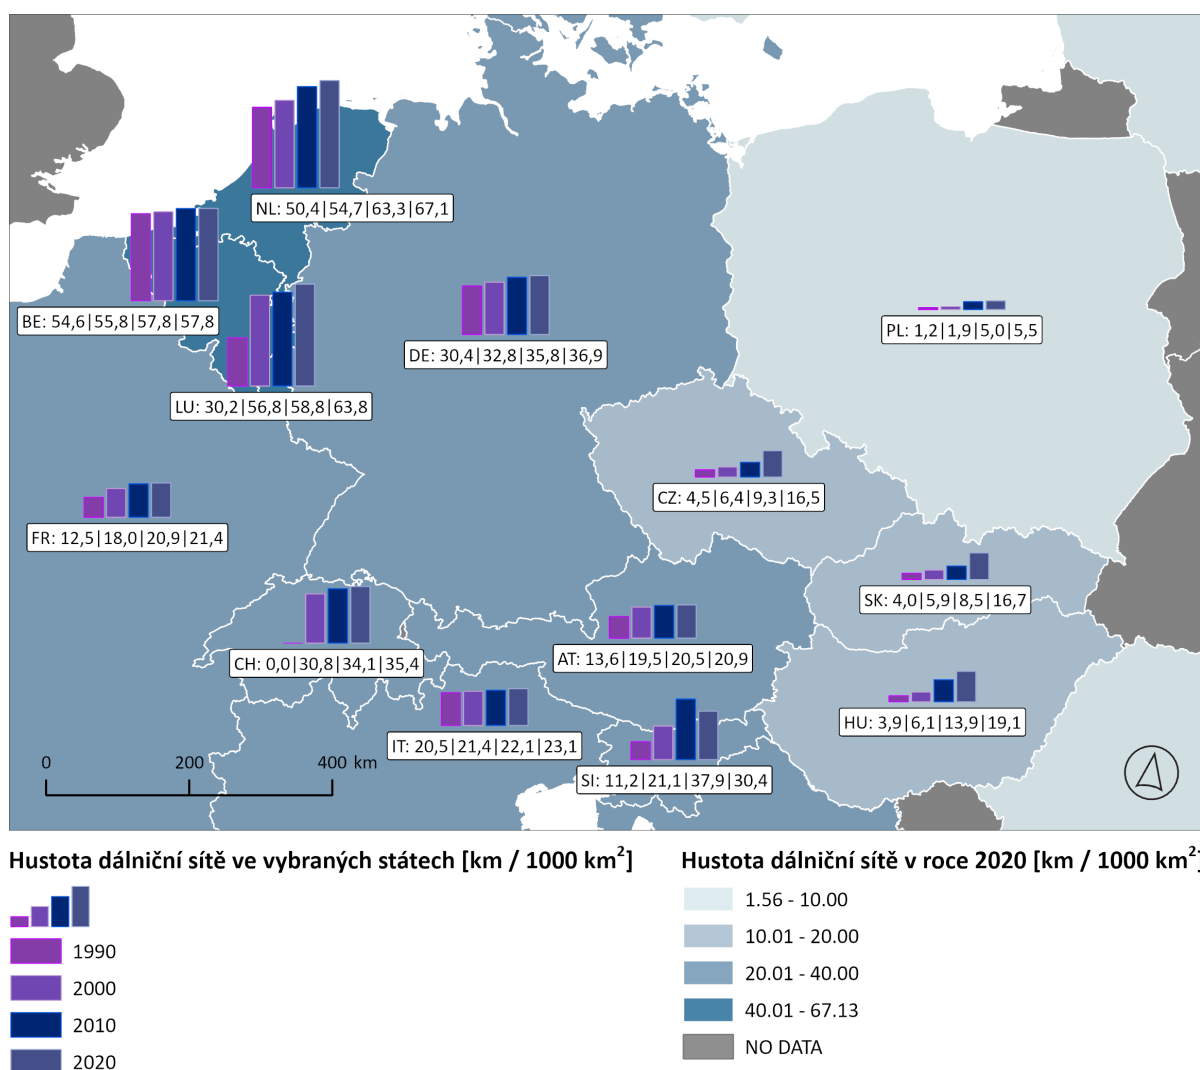 NL: 50,4|54,7|63,3|67,1
BE: 54,6|55,8|57,8|57,8
DE: 30,4|32,8|35,8|36,9
PL: 1,2|1,9|5,0|5,5
LU: 30,2|56,8|58,8|63,8
CZ: 4,5|6,4|9,3|16,5
FR: 12,5|18,0|20,9|21,4
SK: 4,0|5,9|8,5|16,7
CH: 0,0|30,8|34,1|35,4
AT: 13,6|19,5|20,5|20,9
HU: 3,9|6,1|13,9|19,1
IT: 20,5|21,4|22,1|23,1
SI: 11,2|21,1|37,9|30,4
0 200 400 km
Hustota dálniční sítě ve vybraných státech [km / 1000 km²]
1990
2000
2010
2020
Hustota dálniční sítě v roce 2020 [km / 1000 km²]
1.56 - 10.00
10.01 - 20.00
20.01 - 40.00
40.01 - 67.13
NO DATA